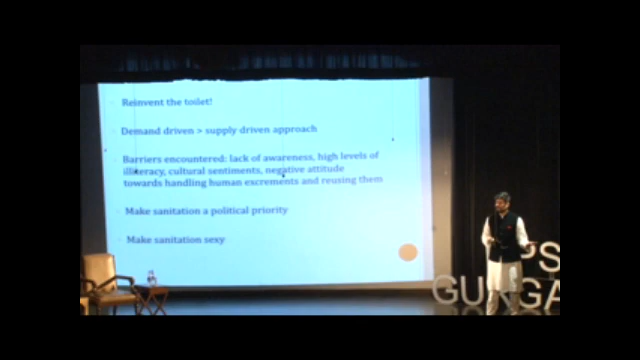 Reinvent the toilet!
Demand driven > supply driven approach
Barriers encountered: lack of awareness, high levels of
illiteracy, cultural sentiments, negative attitude
towards handling human excrements and reusing them
Make sanitation a political priority
Make sanitation sexy
PS
GURGA